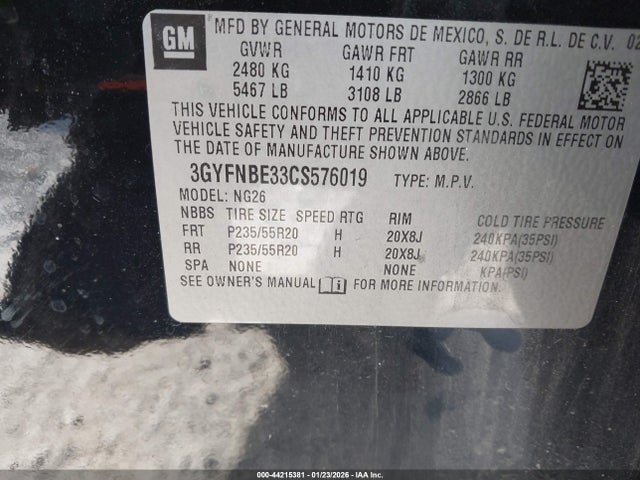 GM
MFD BY GENERAL MOTORS DE MEXICO, S. DE R.L. DE C.V. 02
GVWR GAWR FRT GAWR RR
2480 KG 1410 KG 1300 KG
5467 LB 3108 LB 2866 LB
THIS VEHICLE CONFORMS TO ALL APPLICABLE U.S. FEDERAL MOTOR
VEHICLE SAFETY AND THEFT PREVENTION STANDARDS IN EFFECT ON
THE DATE OF MANUFACTURE SHOWN ABOVE.
3GYFNBE33CS576019 TYPE: M.P.V.
MODEL: NG26
NBBS TIRE SIZE SPEED RTG RIM COLD TIRE PRESSURE
FRT P235/55R20 H 20X8J 240KPA(35PSI)
RR P235/55R20 H 20X8J 240KPA(35PSI)
SPA NONE NONE KPA(PSI)
SEE OWNER'S MANUAL FOR MORE INFORMATION.
000-44215381 - 01/23/2026 - IAA Inc.